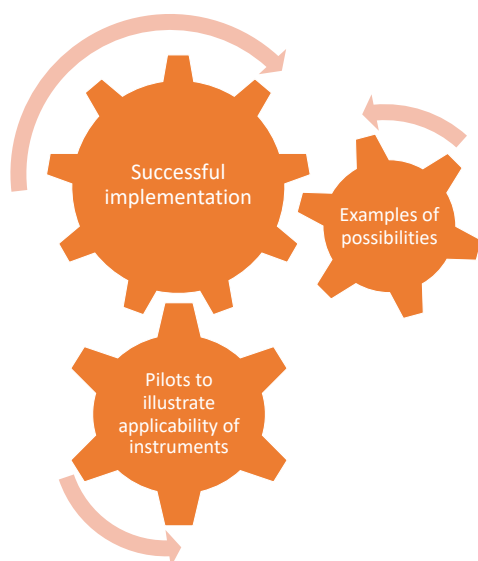 Successful
implementation
Examples of
possibilities
Pilots to
illustrate
applicability of
instruments